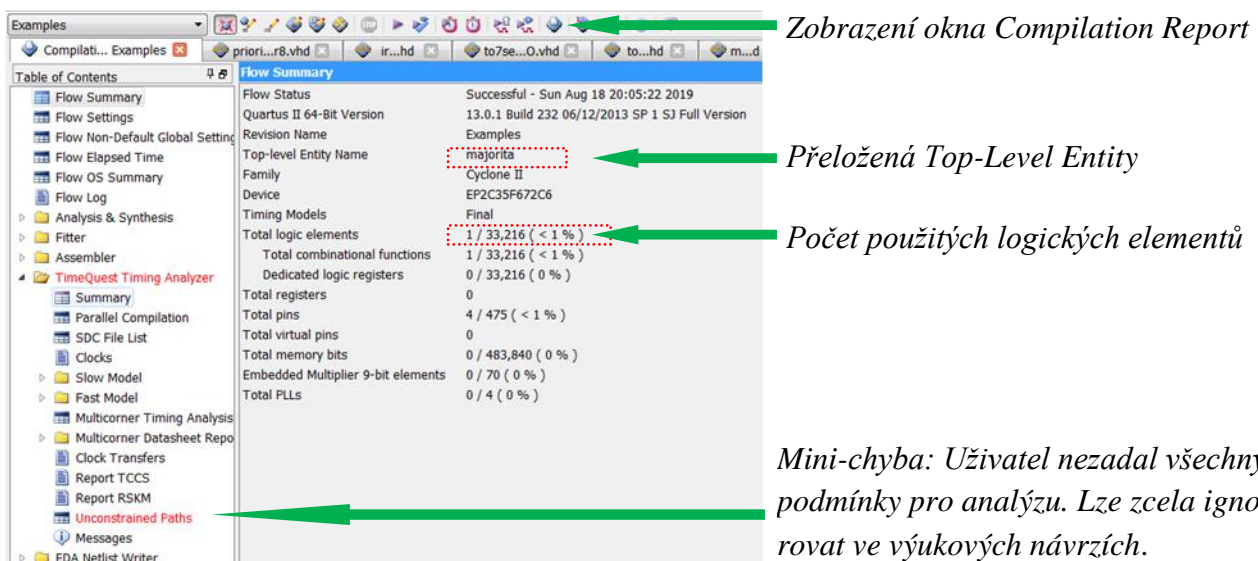 Examples
Zobrazení okna Compilation Report
Compilati... Examples priori...r8.vhd ir...hd to7se...O.vhd to...hd m...d
Table of Contents
Flow Summary
Flow Settings
Flow Non-Default Global Setting
Flow Elapsed Time
Flow OS Summary
Flow Log
Analysis & Synthesis
Fitter
Assembler
TimeQuest Timing Analyzer
Summary
Parallel Compilation
SDC File List
Clocks
Slow Model
Fast Model
Multicorner Timing Analysis
Multicorner Datasheet Repo
Clock Transfers
Report TCCS
Report RSKM
Unconstrained Paths
Messages
EDA Netlist Writer
Flow Summary
Flow Status Successful - Sun Aug 18 20:05:22 2019
Quartus II 64-Bit Version 13.0.1 Build 232 06/12/2013 SP 1 SJ Full Version
Revision Name Examples
Top-level Entity Name majorita
Family Cyclone II
Device EP2C35F672C6
Timing Models Final
Total logic elements 1 / 33,216 ( < 1 % )
Total combinational functions 1 / 33,216 ( < 1 % )
Dedicated logic registers 0 / 33,216 ( 0 % )
Total registers 0
Total pins 4 / 475 ( < 1 % )
Total virtual pins 0
Total memory bits 0 / 483,840 ( 0 % )
Embedded Multiplier 9-bit elements 0 / 70 ( 0 % )
Total PLLs 0 / 4 ( 0 % )
Přeložená Top-Level Entity
Počet použitých logických elementů
Mini-chyba: Uživatel nezadal všechny
podmínky pro analýzu. Lze zcela igno
rovat ve výukových návrzích.